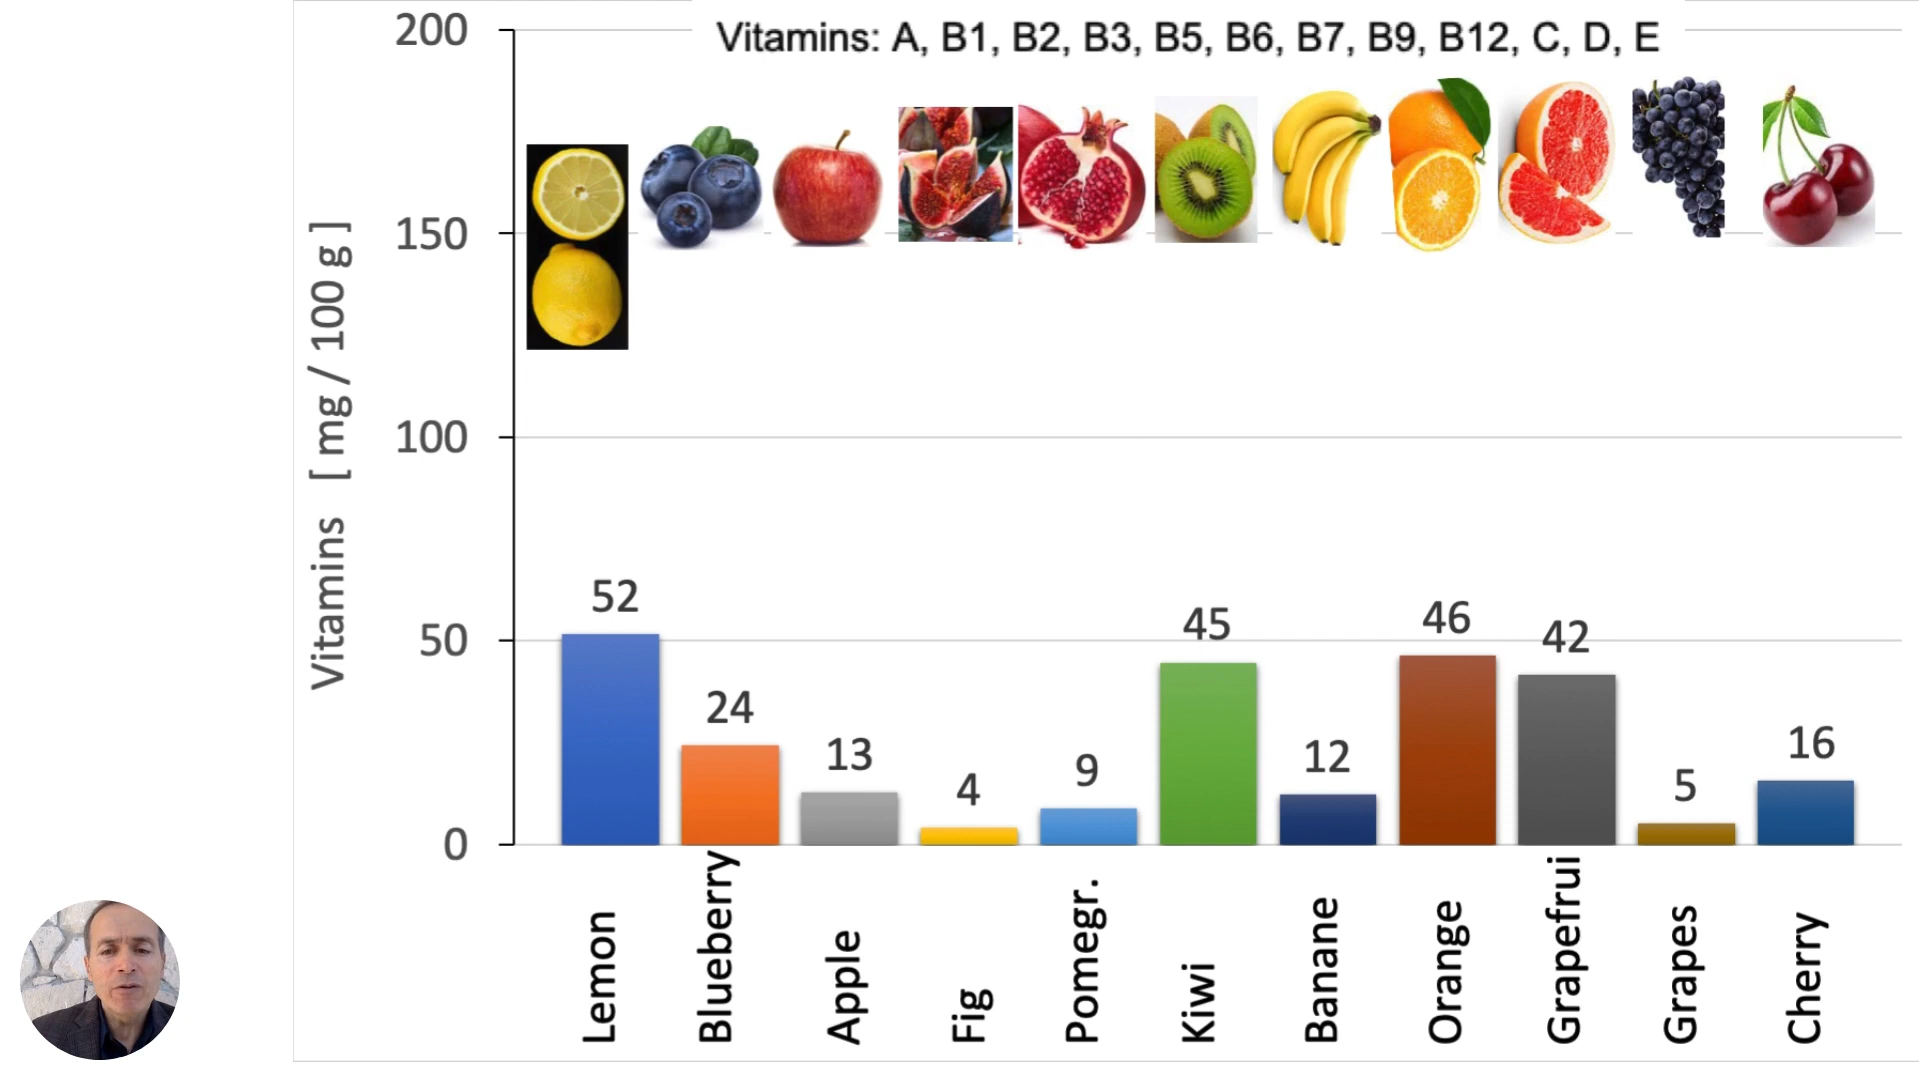 Vitamins: A, B1, B2, B3, B5, B6, B7, B9, B12, C, D, E
Vitamins [ mg / 100 g ]
200
150
100
50
0
52
24
13
4
9
45
12
46
42
5
16
Lemon
Blueberry
Apple
Fig
Pomegr.
Kiwi
Banane
Orange
Grapefrui
Grapes
Cherry